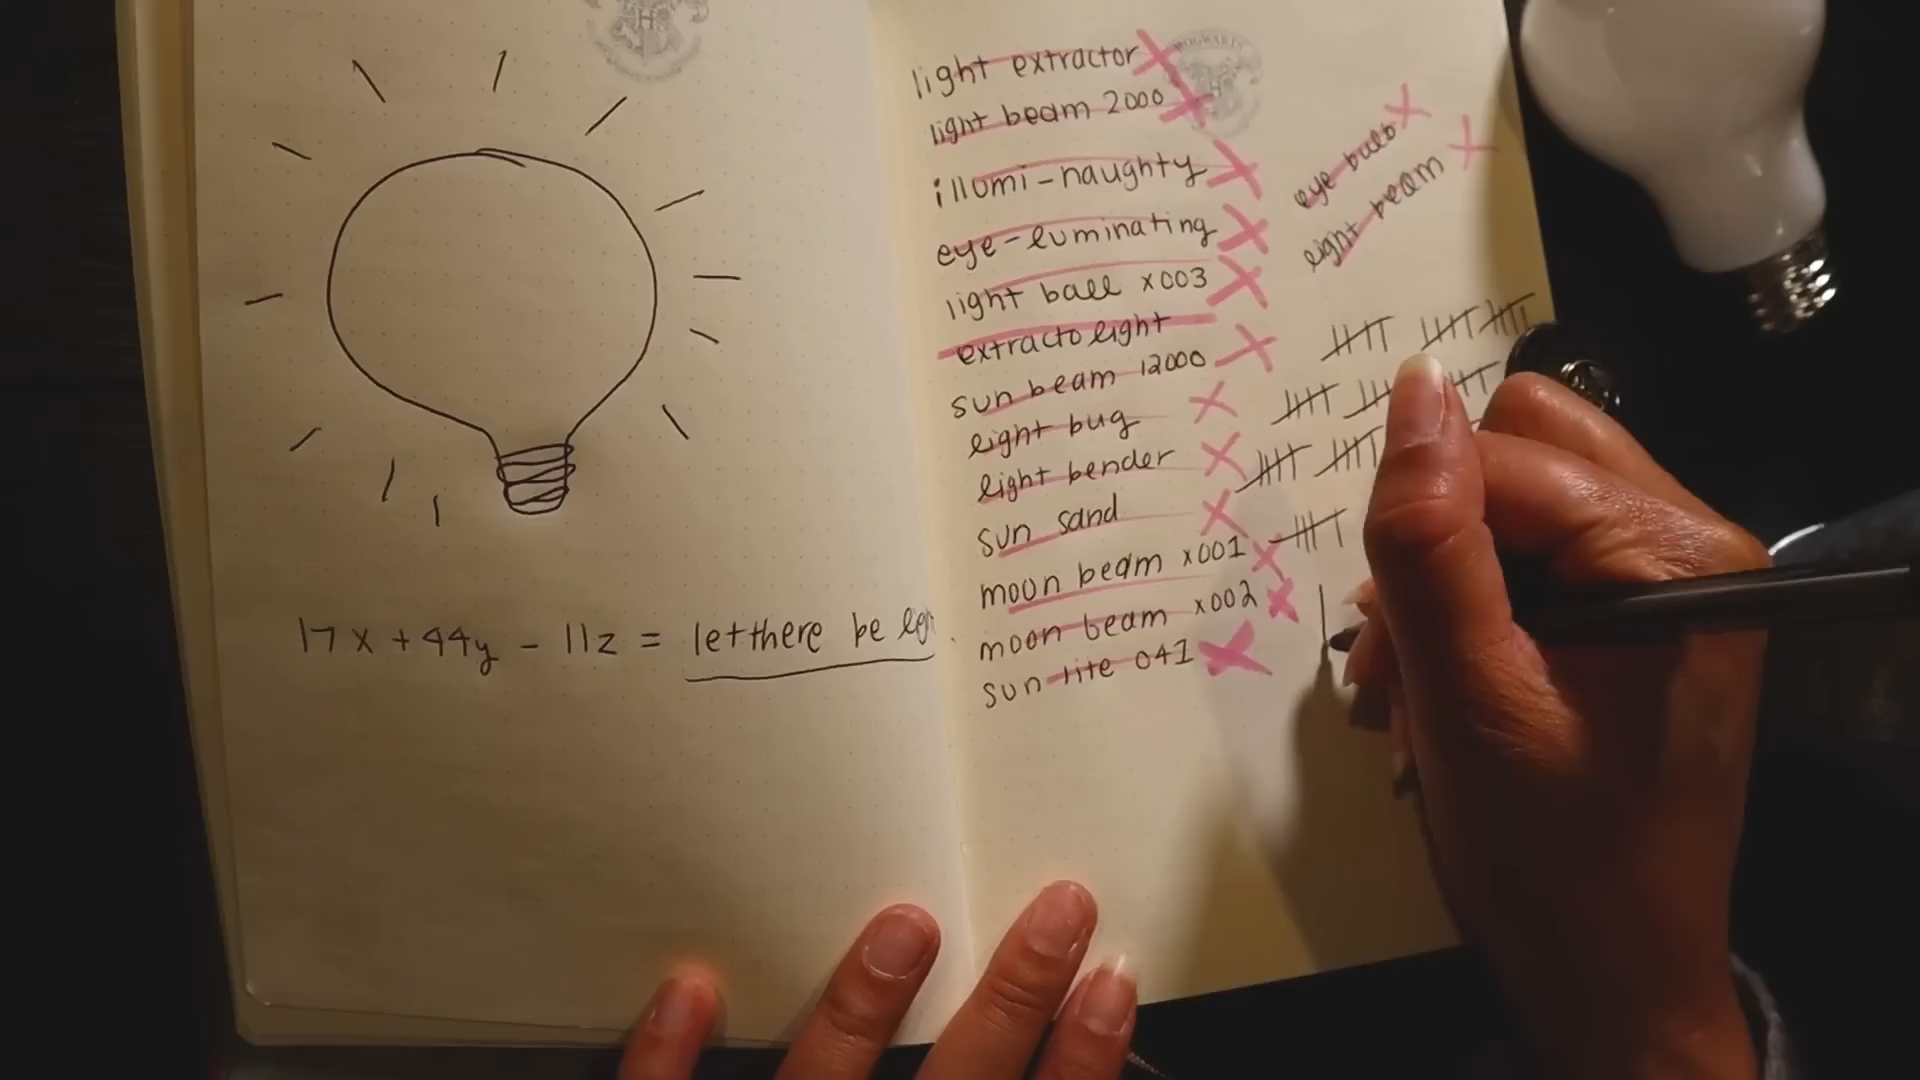 17x + 44y - 11z = let there be ligh
HOGWARTS
light extractor
light beam 2000
illumi-naughty
eye-luminating
light ball x003
extracto light
sun beam 12000
light bug
light bender
sun sand
moon beam x001
moon beam x002
sun lite 041
eye bulb
light beam